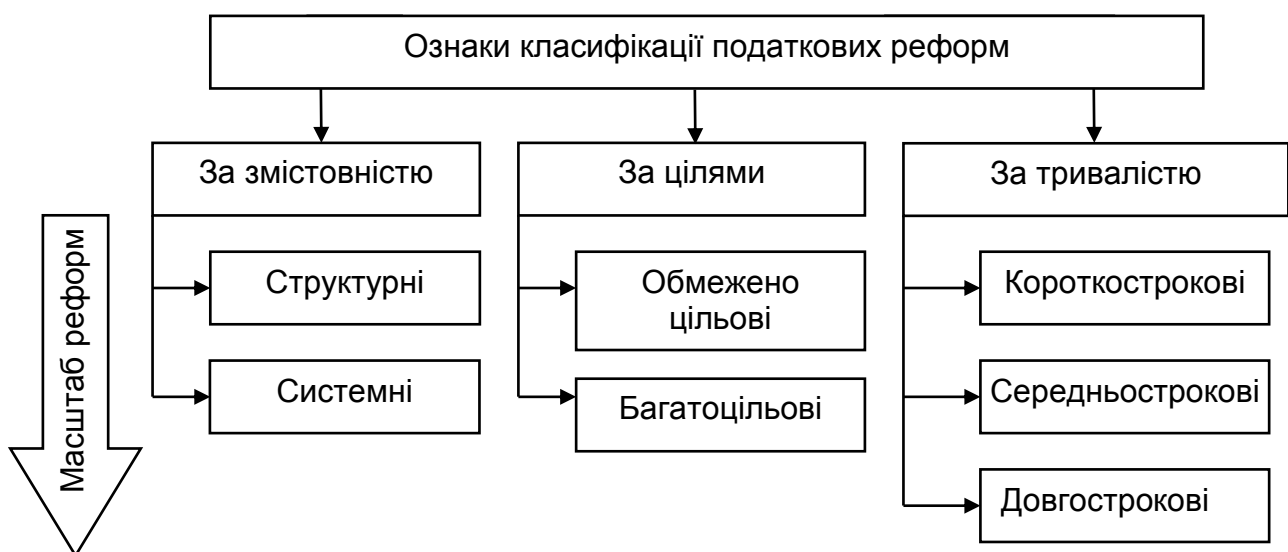 Ознаки класифікації податкових реформ
За змістовністю
За цілями
За тривалістю
Масштаб реформ
Структурні
Обмежено
цільові
Короткострокові
Системні
Багатоцільові
Середньострокові
Довгострокові